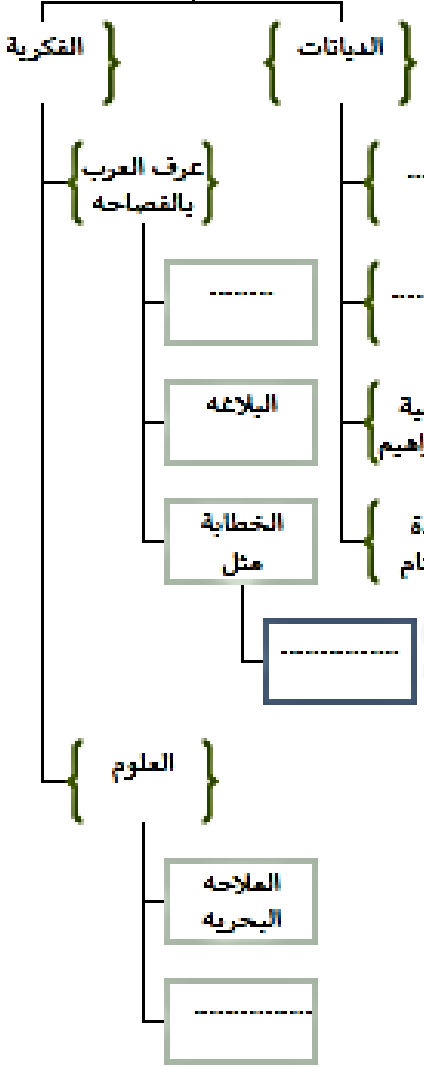 الديانات
الفكرية
عرف العرب
بالفصاحه
---------
البلاغه
الخطابة
مثل
-----------------
العلوم
الملاحه
البحريه
-----------------